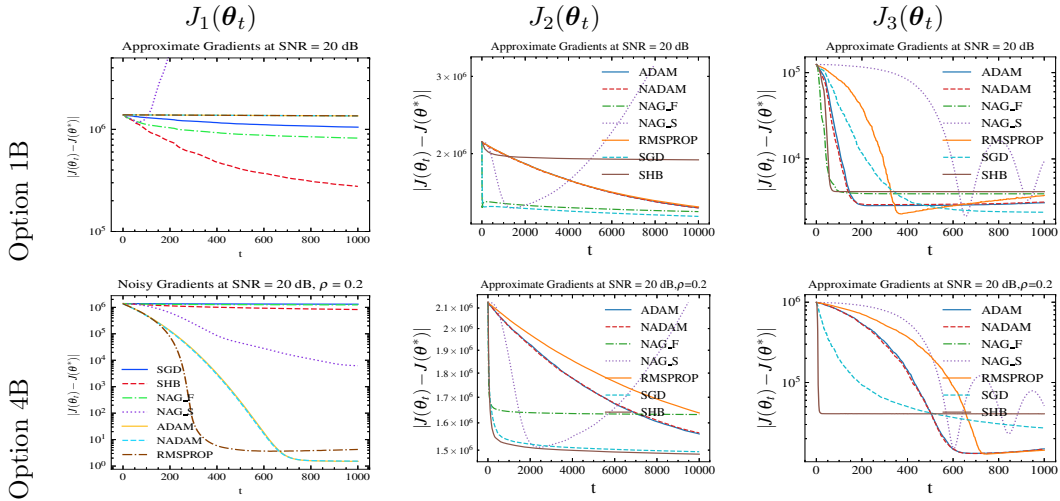 J₁(θₜ) J₂(θₜ) J₃(θₜ)
Option 1B
Approximate Gradients at SNR = 20 dB
|J(θₜ) − J(θ*)|
10⁶
10⁵
0 200 400 600 800 1000
t
Approximate Gradients at SNR = 20 dB
|J(θₜ) − J(θ*)|
3 × 10⁶
2 × 10⁶
0 2000 4000 6000 8000 10000
t
ADAM
NADAM
NAG_F
NAG_S
RMSPROP
SGD
SHB
Approximate Gradients at SNR = 20 dB
|J(θₜ) − J(θ*)|
10⁵
10⁴
0 200 400 600 800 1000
t
ADAM
NADAM
NAG_F
NAG_S
RMSPROP
SGD
SHB
Option 4B
Noisy Gradients at SNR = 20 dB, ρ = 0.2
|J(θₜ) − J(θ*)|
10⁶
10⁵
10⁴
10³
10²
10¹
10⁰
0 200 400 600 800 1000
t
SGD
SHB
NAG_F
NAG_S
ADAM
NADAM
RMSPROP
Approximate Gradients at SNR = 20 dB,ρ=0.2
|J(θₜ) − J(θ*)|
2.1 × 10⁶
2 × 10⁶
1.9 × 10⁶
1.8 × 10⁶
1.7 × 10⁶
1.6 × 10⁶
1.5 × 10⁶
0 2000 4000 6000 8000 10000
t
ADAM
NADAM
NAG_F
NAG_S
RMSPROP
SGD
SHB
Approximate Gradients at SNR = 20 dB,ρ=0.2
|J(θₜ) − J(θ*)|
10⁶
10⁵
0 200 400 600 800 1000
t
ADAM
NADAM
NAG_F
NAG_S
RMSPROP
SGD
SHB